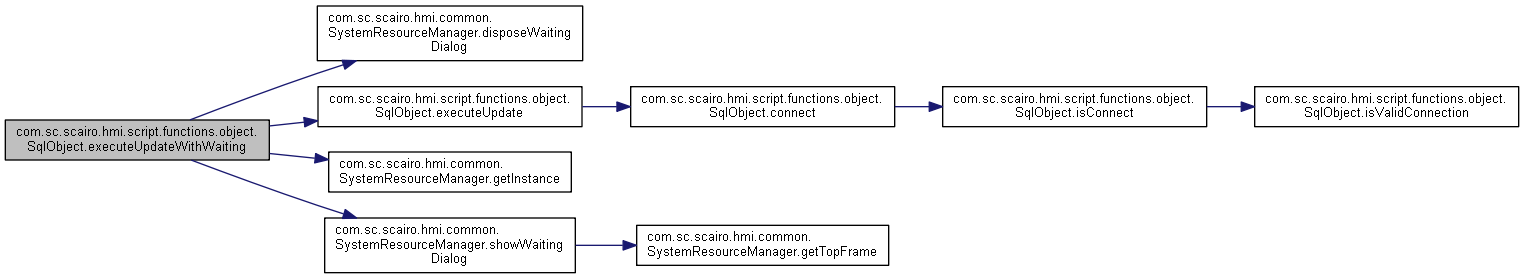 com.sc.scairo.hmi.common.
SystemResourceManager.disposeWaiting
Dialog
com.sc.scairo.hmi.script.functions.object.
SqlObject.executeUpdate
com.sc.scairo.hmi.script.functions.object.
SqlObject.connect
com.sc.scairo.hmi.script.functions.object.
SqlObject.isConnect
com.sc.scairo.hmi.script.functions.object.
SqlObject.isValidConnection
com.sc.scairo.hmi.script.functions.object.
SqlObject.executeUpdateWithWaiting
com.sc.scairo.hmi.common.
SystemResourceManager.getInstance
com.sc.scairo.hmi.common.
SystemResourceManager.showWaiting
Dialog
com.sc.scairo.hmi.common.
SystemResourceManager.getTopFrame